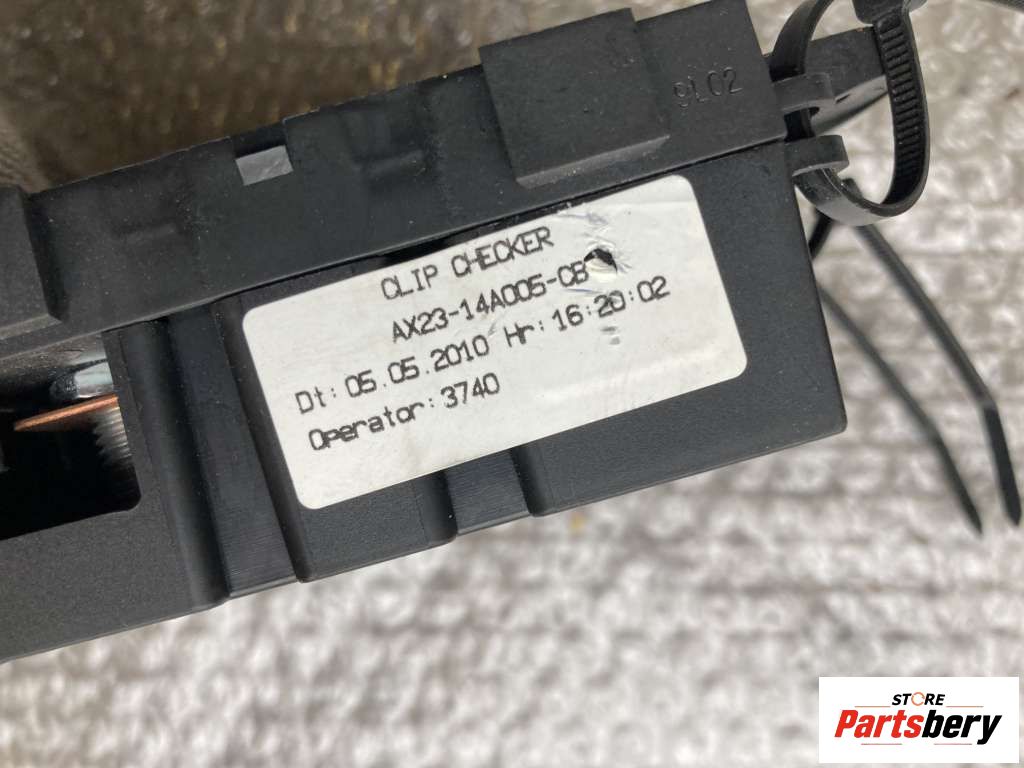 9L02
CLIP CHECKER
AX23-14A005-CB
Dt: 05.05.2010 Hr: 16:20:02
Operator: 3740
STORE
Partsbery